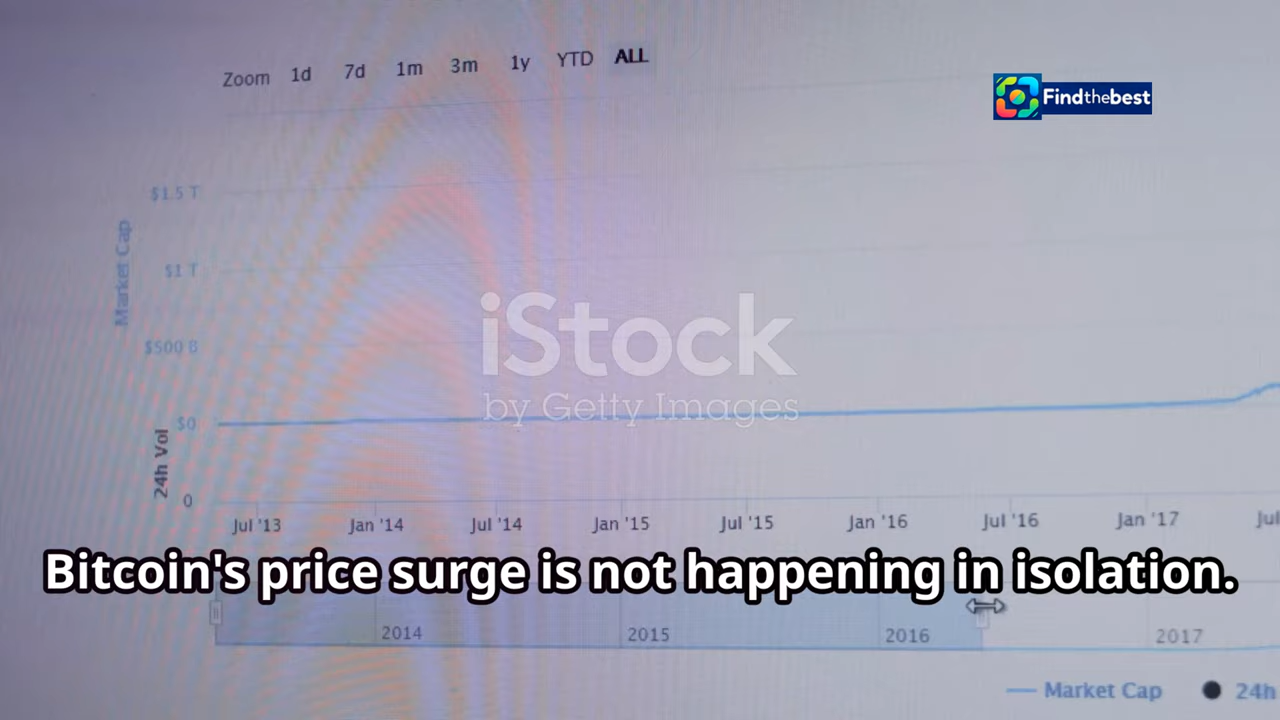 Zoom 1d 7d 1m 3m 1y YTD ALL
Findthebest
$1.5 T
Market Cap
$1 T
iStock
$500 B
by Getty Images
$0
24h Vol
0
Jul '13 Jan '14 Jul '14 Jan '15 Jul '15 Jan '16 Jul '16 Jan '17 Jul
Bitcoin's price surge is not happening in isolation.
2014 2015 2016 2017
Market Cap 24h